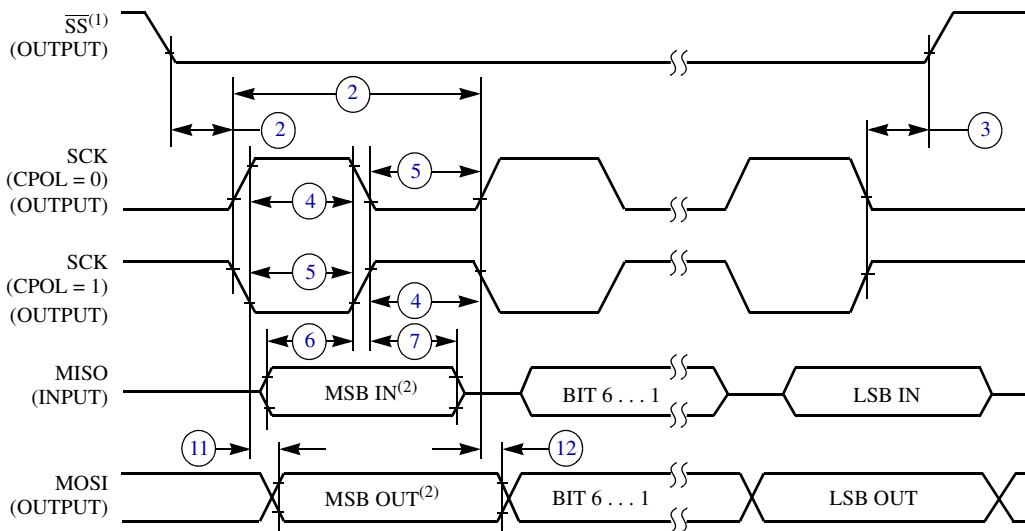 SS(1)
(OUTPUT)
2
2
3
SCK
(CPOL = 0)
(OUTPUT)
5
4
SCK
(CPOL = 1)
(OUTPUT)
5
4
6
7
MISO
(INPUT)
MSB IN(2)
BIT 6 . . . 1
LSB IN
11
12
MOSI
(OUTPUT)
MSB OUT(2)
BIT 6 . . . 1
LSB OUT